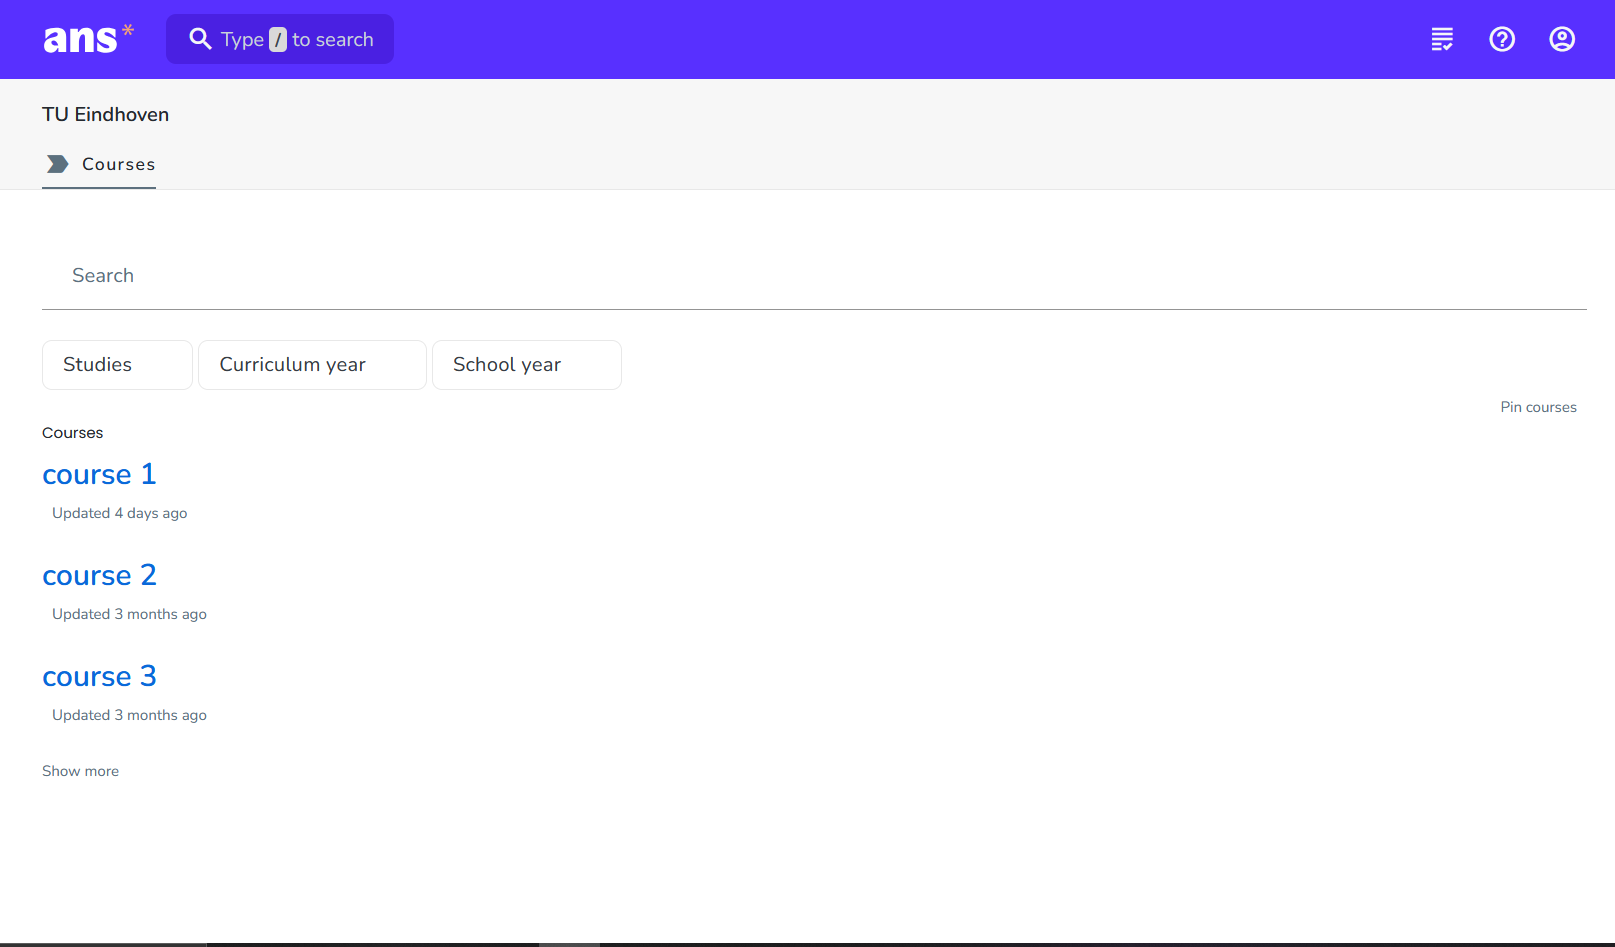 ans*
Type / to search
TU Eindhoven
Courses
Search
Studies
Curriculum year
School year
Pin courses
Courses
course 1
Updated 4 days ago
course 2
Updated 3 months ago
course 3
Updated 3 months ago
Show more